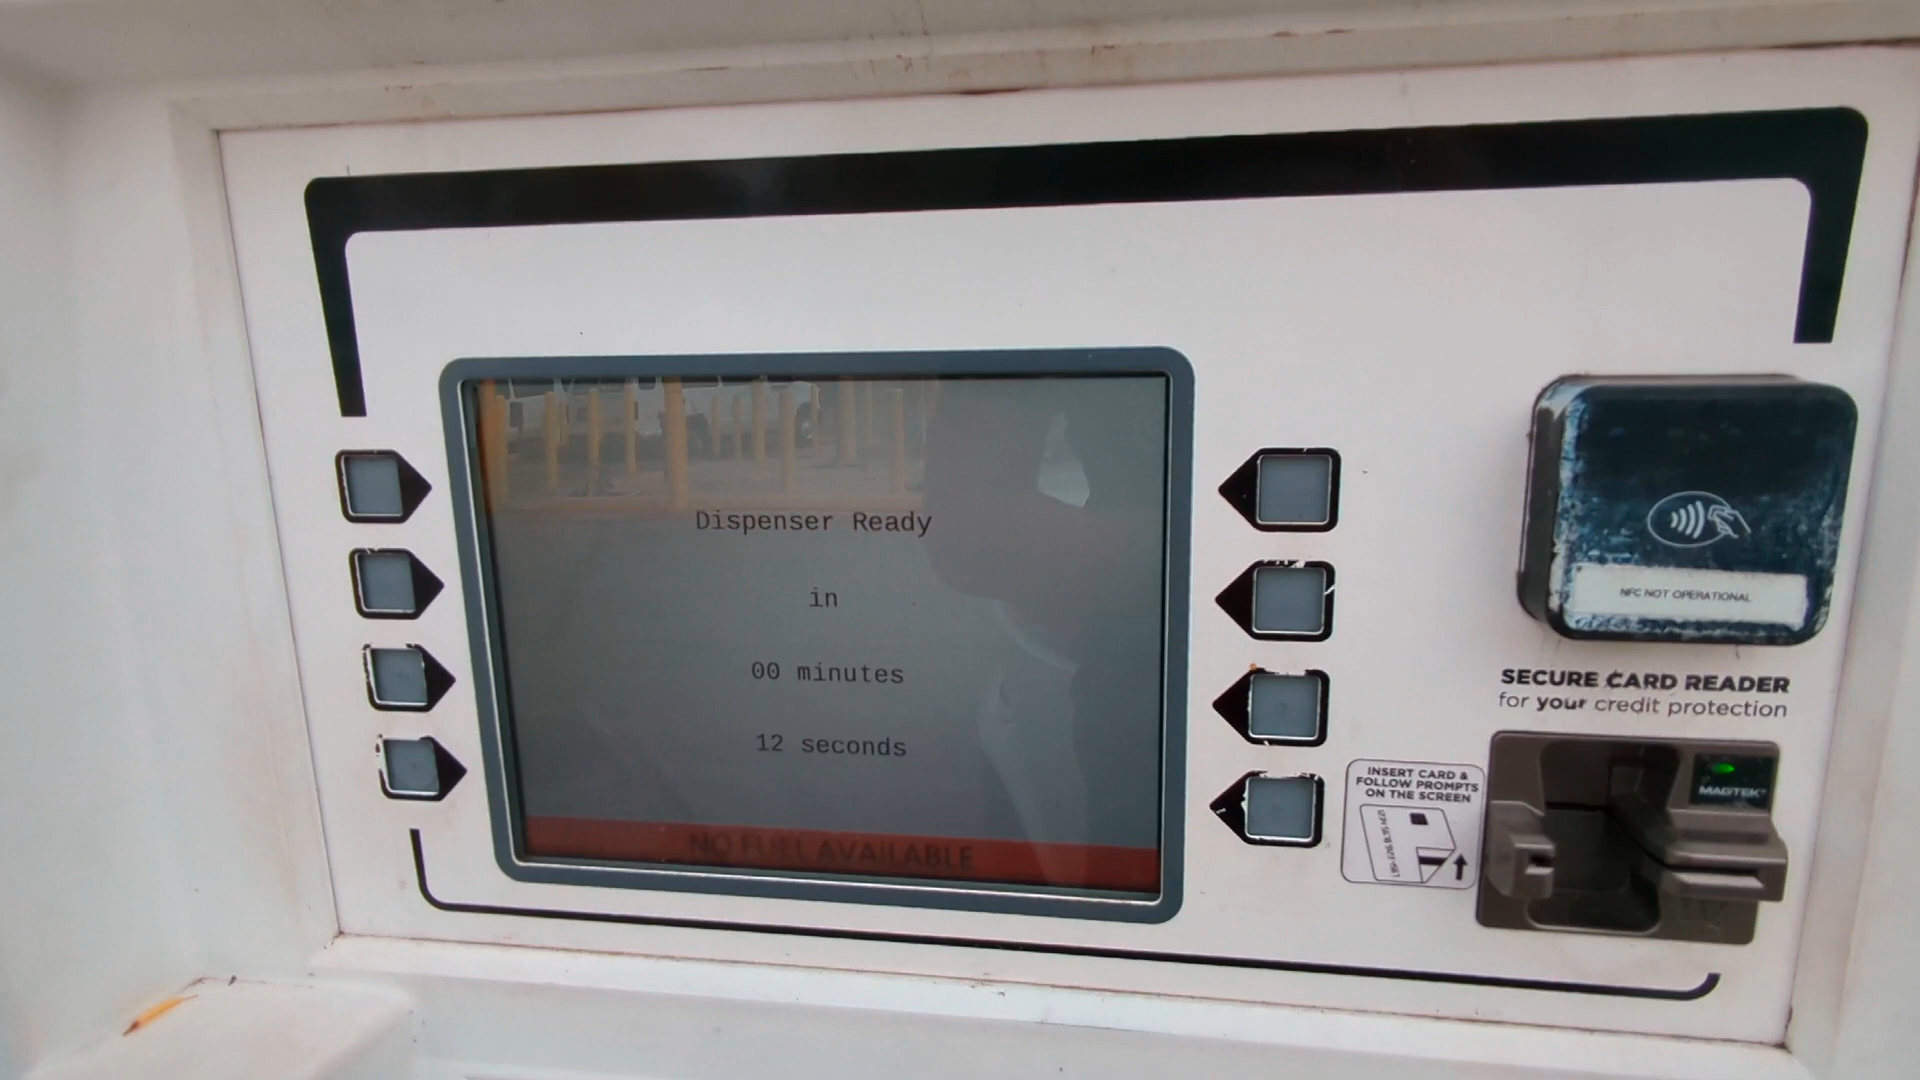 Dispenser Ready
in
00 minutes
12 seconds
NO FUEL AVAILABLE
NFC NOT OPERATIONAL
SECURE CARD READER
for your credit protection
INSERT CARD &
FOLLOW PROMPTS
ON THE SCREEN
MAGTEK